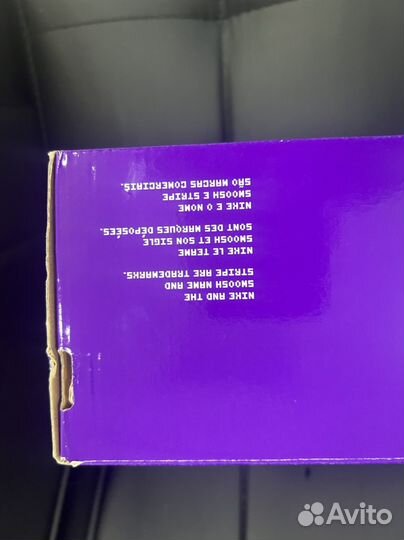 NIKE AND THE
SWOOSH NAME AND
STRIPE ARE TRADEMARKS.
NIKE LE TERME
SWOOSH ET SON SIGLE
SONT DES MARQUES DÉPOSÉES.
NIKE E O NOME
SWOOSH E STRIPE
SÃO MARCAS COMERCIAIS.
Avito